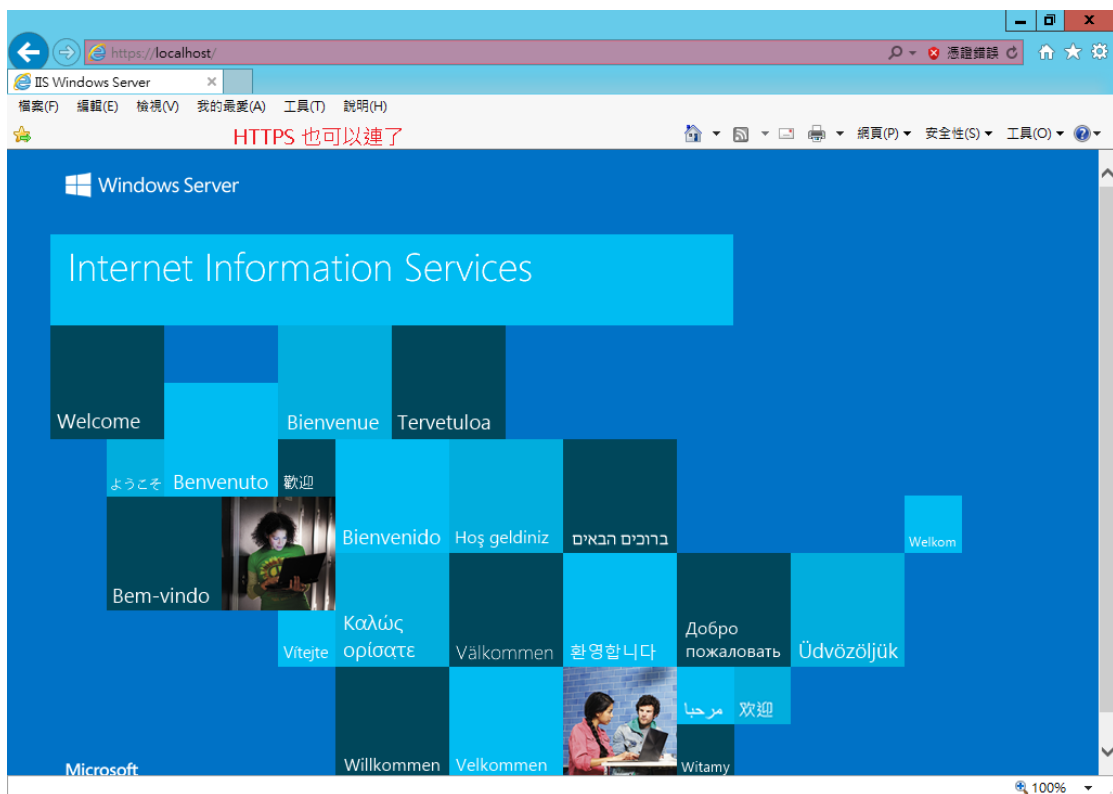 https://localhost/
憑證錯誤
IIS Windows Server
檔案(F) 編輯(E) 檢視(V) 我的最愛(A) 工具(T) 說明(H)
HTTPS 也可以連了
網頁(P) 安全性(S) 工具(O)
Windows Server
Internet Information Services
Welcome
Bienvenue
Tervetuloa
ようこそ
Benvenuto
歡迎
Bienvenido
Hoş geldiniz
ברוכים הבאים
Welkom
Bem-vindo
Vítejte
Καλώς
ορίσατε
Välkommen
환영합니다
Добро
пожаловать
Üdvözöljük
مرحبا
欢迎
Microsoft
Willkommen
Velkommen
Witamy
100%